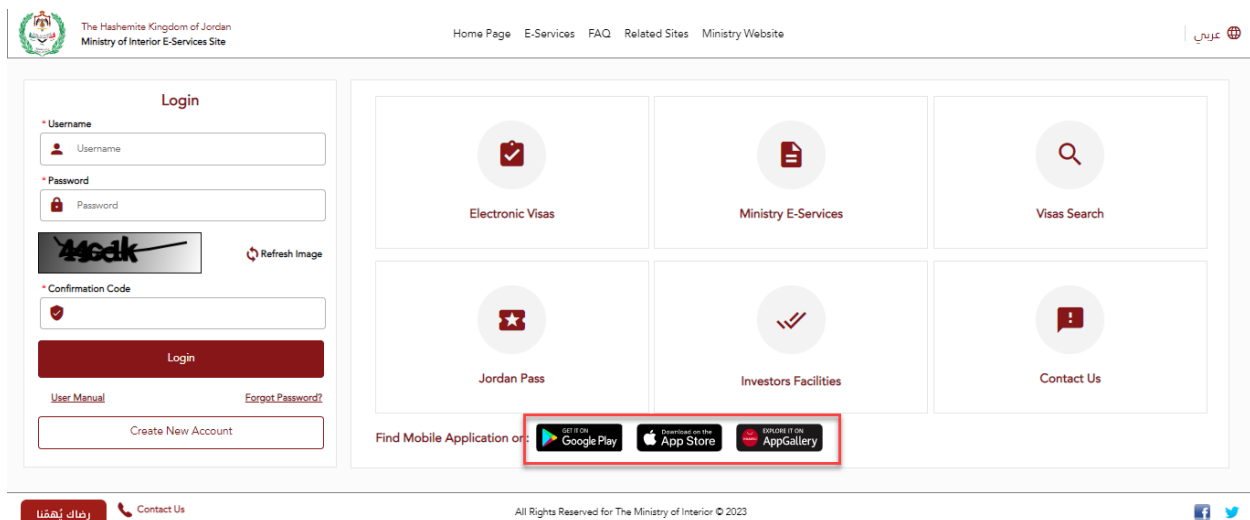 The Hashemite Kingdom of Jordan
Ministry of Interior E-Services Site
Home Page E-Services FAQ Related Sites Ministry Website
عربي
Login
* Username
Username
* Password
Password
Refresh Image
* Confirmation Code
Login
User Manual Forgot Password?
Create New Account
Electronic Visas
Ministry E-Services
Visas Search
Jordan Pass
Investors Facilities
Contact Us
Find Mobile Application on:
GET IT ON
Google Play
Download on the
App Store
EXPLORE IT ON
AppGallery
رضاك يُهمّنا
Contact Us
All Rights Reserved for The Ministry of Interior © 2023